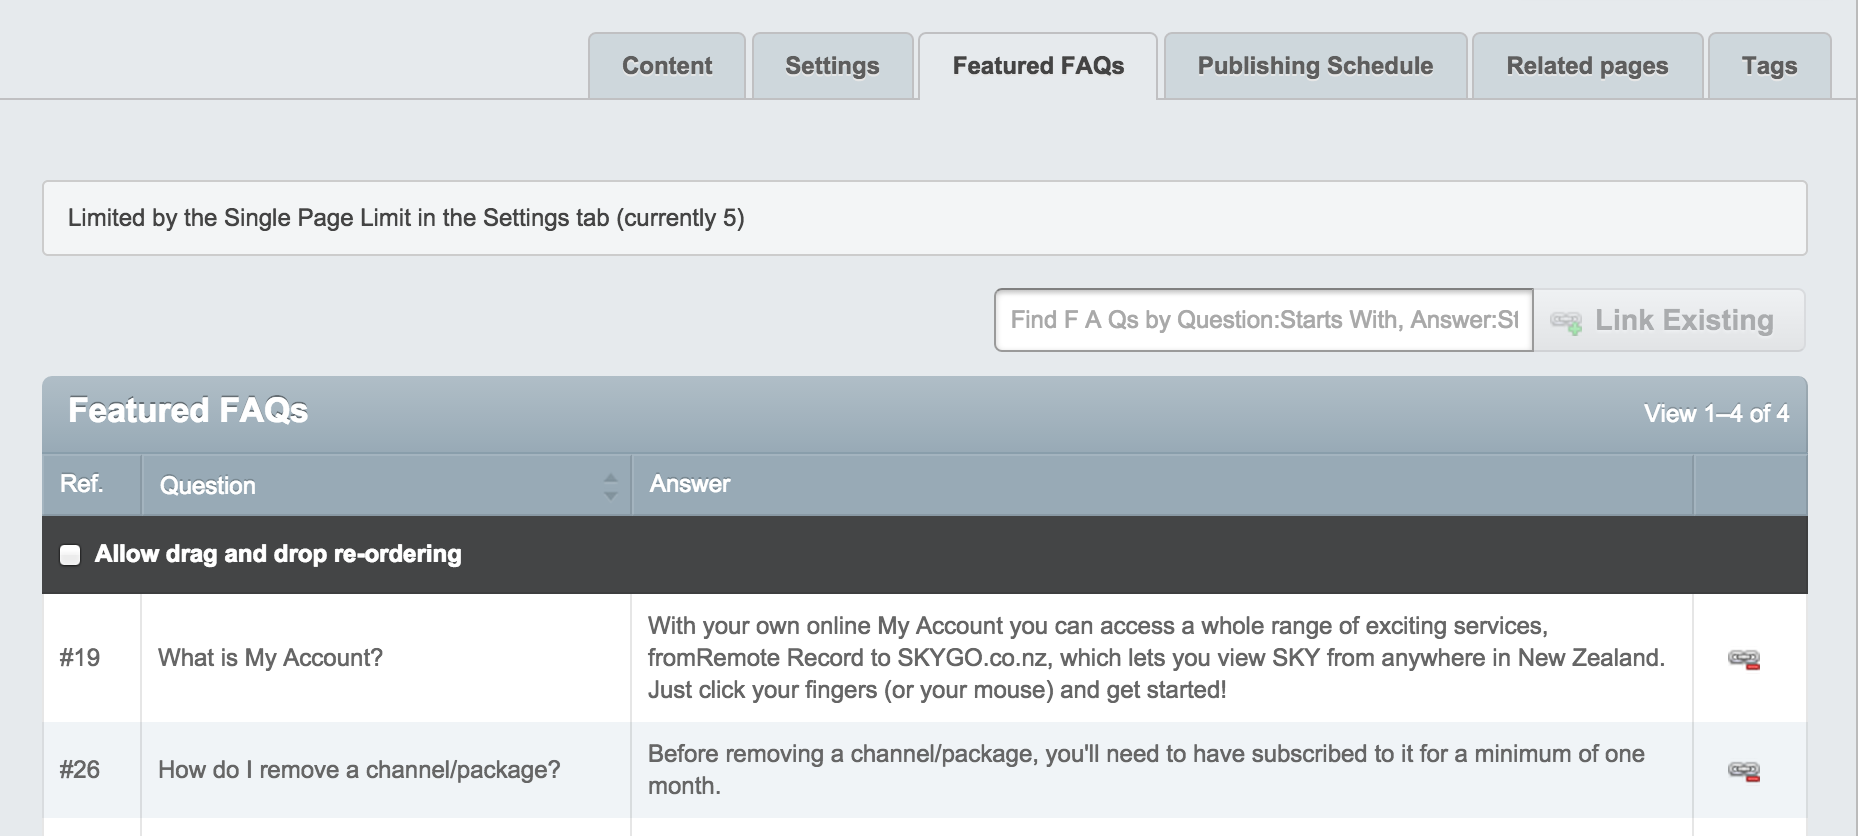 Content Settings Featured FAQs Publishing Schedule Related pages Tags
Limited by the Single Page Limit in the Settings tab (currently 5)
Find F A Qs by Question:Starts With, Answer:St Link Existing
Featured FAQs View 1–4 of 4
Ref. Question Answer
Allow drag and drop re-ordering
#19 What is My Account?
With your own online My Account you can access a whole range of exciting services,
fromRemote Record to SKYGO.co.nz, which lets you view SKY from anywhere in New Zealand.
Just click your fingers (or your mouse) and get started!
#26 How do I remove a channel/package?
Before removing a channel/package, you'll need to have subscribed to it for a minimum of one
month.